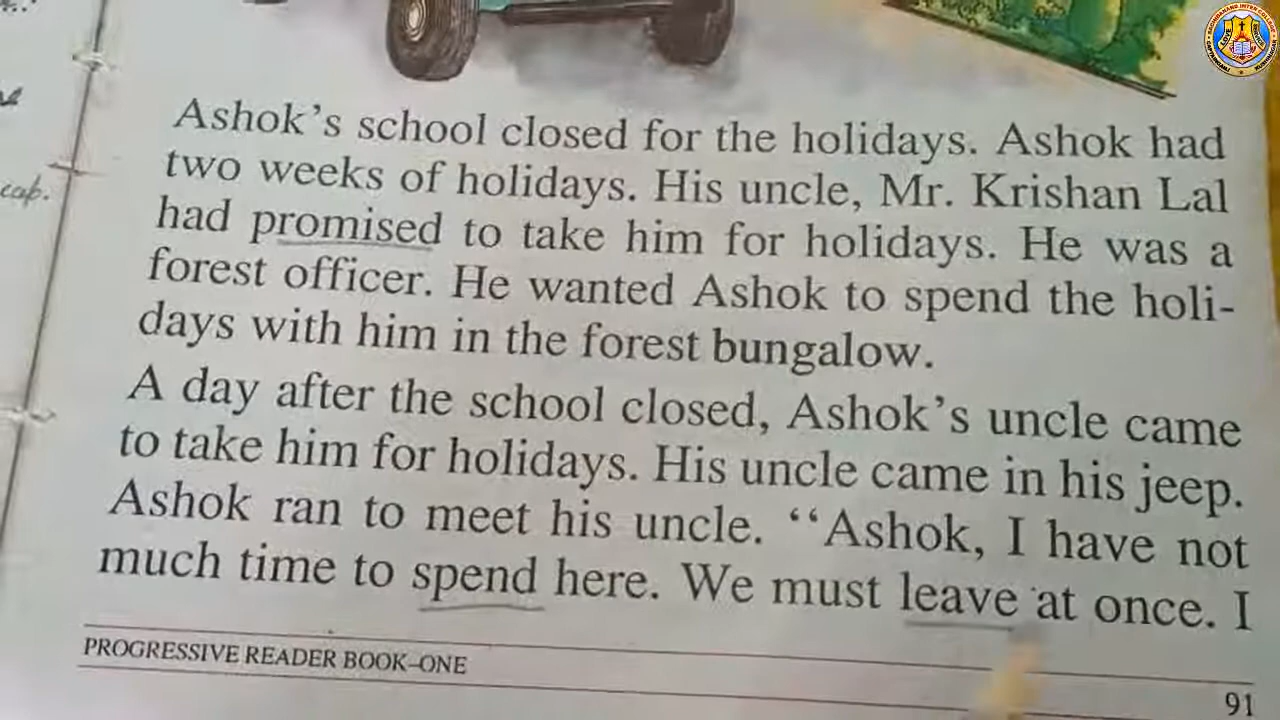 cap.
Ashok's school closed for the holidays. Ashok had
two weeks of holidays. His uncle, Mr. Krishan Lal
had promised to take him for holidays. He was a
forest officer. He wanted Ashok to spend the holi-
days with him in the forest bungalow.
A day after the school closed, Ashok's uncle came
to take him for holidays. His uncle came in his jeep.
Ashok ran to meet his uncle. “Ashok, I have not
much time to spend here. We must leave at once. I
PROGRESSIVE READER BOOK–ONE
91